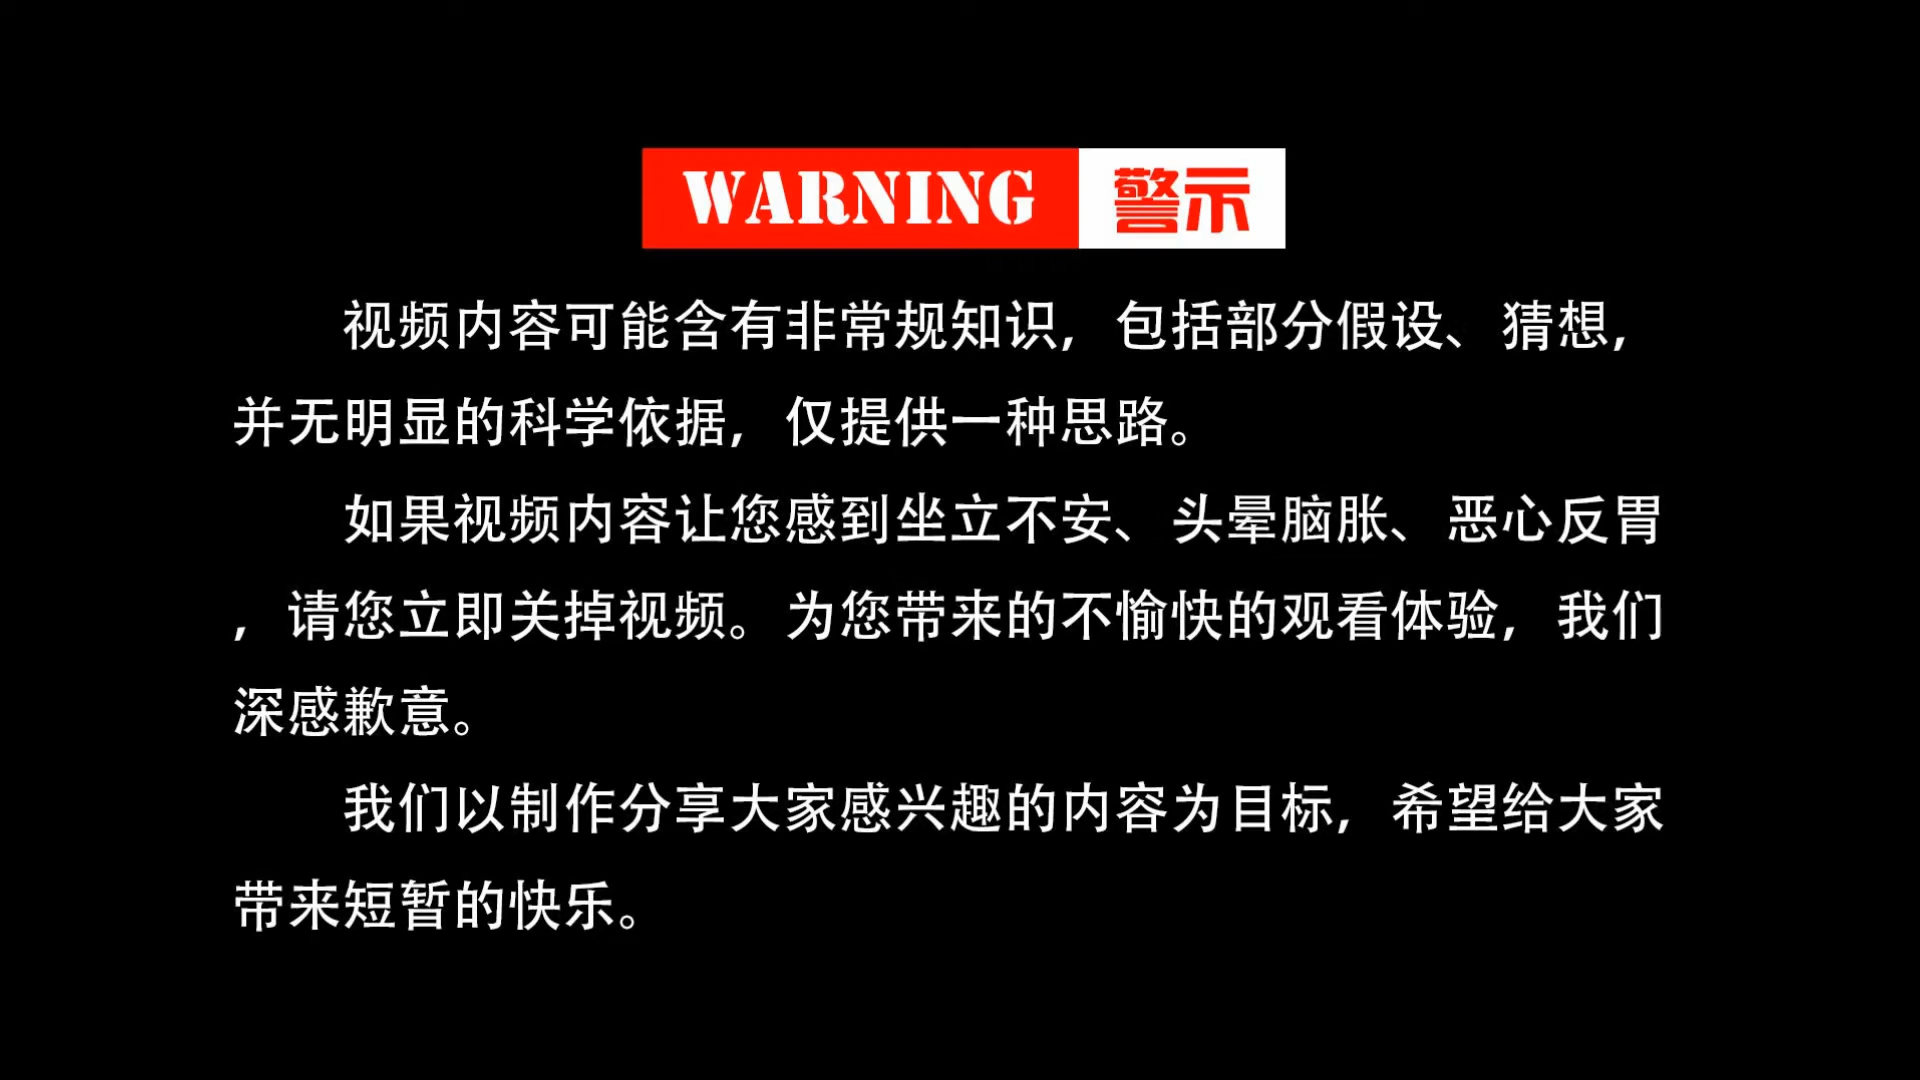 WARNING 警示
视频内容可能含有非常规知识，包括部分假设、猜想，
并无明显的科学依据，仅提供一种思路。
如果视频内容让您感到坐立不安、头晕脑胀、恶心反胃
，请您立即关掉视频。为您带来的不愉快的观看体验，我们
深感歉意。
我们以制作分享大家感兴趣的内容为目标，希望给大家
带来短暂的快乐。